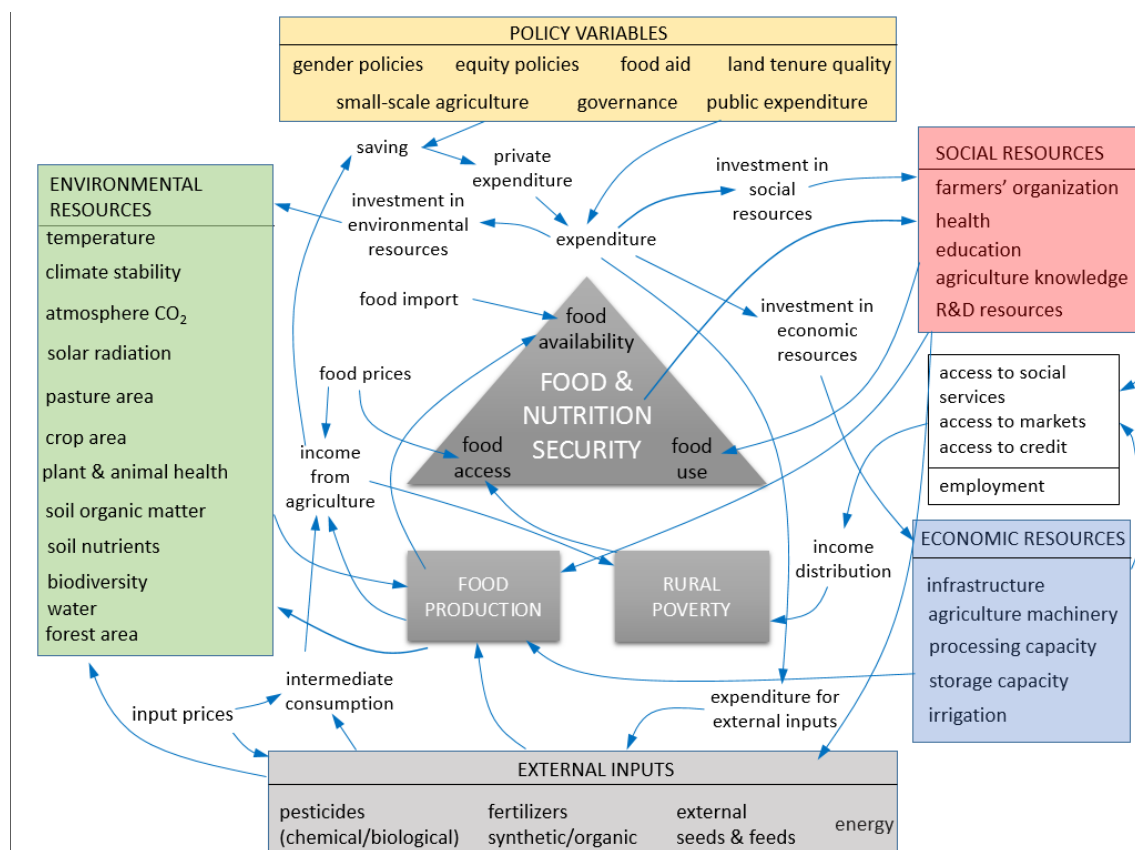 POLICY VARIABLES
gender policies equity policies food aid land tenure quality
small-scale agriculture governance public expenditure
saving
private
expenditure
investment in
environmental
resources
expenditure
investment in
social
resources
SOCIAL RESOURCES
farmers’ organization
health
education
agriculture knowledge
R&D resources
ENVIRONMENTAL
RESOURCES
temperature
climate stability
atmosphere CO2
solar radiation
pasture area
crop area
plant & animal health
soil organic matter
soil nutrients
biodiversity
water
forest area
food import
food prices
income
from
agriculture
food
availability
FOOD &
NUTRITION
SECURITY
food
access
food
use
investment in
economic
resources
access to social
services
access to markets
access to credit
employment
income
distribution
ECONOMIC RESOURCES
infrastructure
agriculture machinery
processing capacity
storage capacity
irrigation
FOOD
PRODUCTION
RURAL
POVERTY
input prices
intermediate
consumption
expenditure for
external inputs
EXTERNAL INPUTS
pesticides
(chemical/biological)
fertilizers
synthetic/organic
external
seeds & feeds
energy